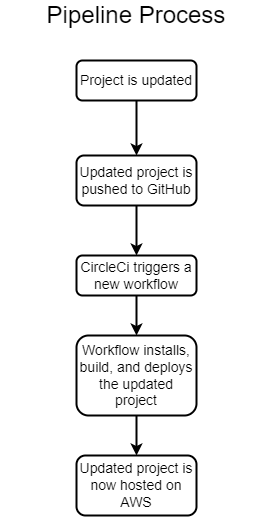 Pipeline Process
Project is updated
Updated project is
pushed to GitHub
CircleCi triggers a
new workflow
Workflow installs,
build, and deploys
the updated
project
Updated project is
now hosted on
AWS